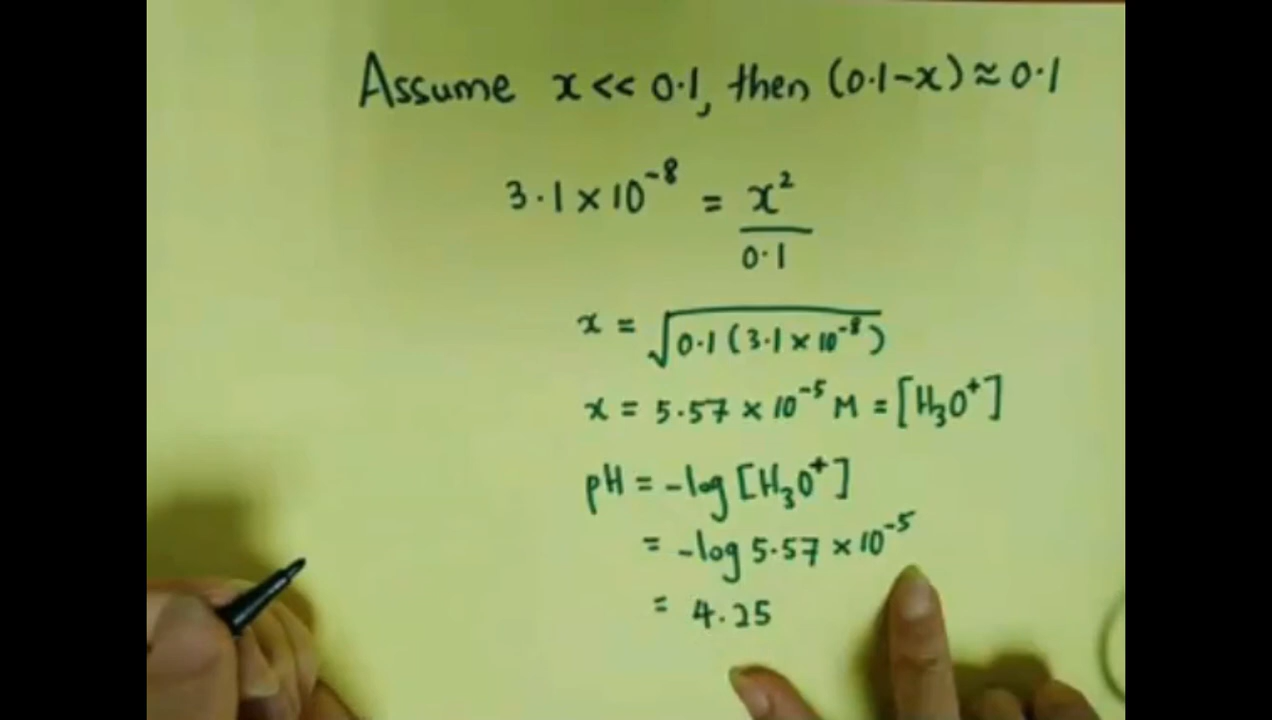 Assume x << 0.1, then (0.1-x) ≈ 0.1
3.1 × 10⁻⁸ = x²/0.1
x = √0.1(3.1×10⁻⁸)
x = 5.57 × 10⁻⁵ M = [H₃O⁺]
pH = -log [H₃O⁺]
= -log 5.57 × 10⁻⁵
= 4.25